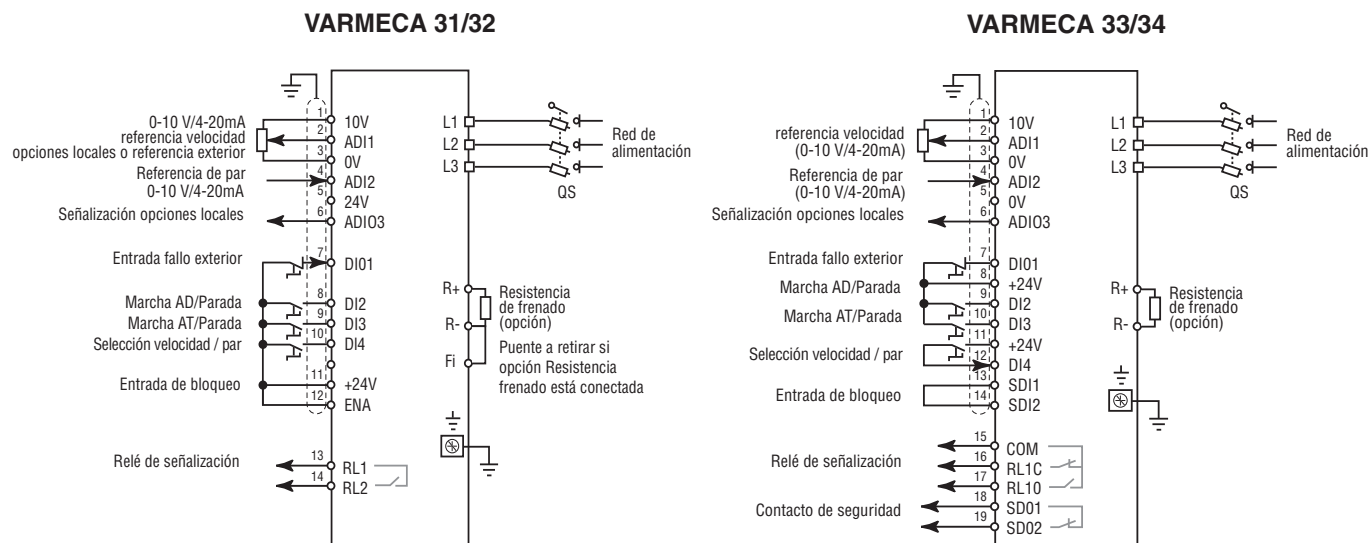 VARMECA 31/32
0-10 V/4-20mA
referencia velocidad
opciones locales o referencia exterior
Referencia de par
0-10 V/4-20mA
Señalización opciones locales
Entrada fallo exterior
Marcha AD/Parada
Marcha AT/Parada
Selección velocidad / par
Entrada de bloqueo
Relé de señalización
1 10V
2 ADI1
3 0V
4 ADI2
5 24V
6 ADIO3
7 DI01
8 DI2
9 DI3
10 DI4
11 +24V
12 ENA
13 RL1
14 RL2
L1
L2
L3
QS
Red de
alimentación
R+
R-
Fi
Resistencia
de frenado
(opción)
Puente a retirar si
opción Resistencia
frenado está conectada
VARMECA 33/34
referencia velocidad
(0-10 V/4-20mA)
Referencia de par
(0-10 V/4-20mA)
Señalización opciones locales
Entrada fallo exterior
Marcha AD/Parada
Marcha AT/Parada
Selección velocidad / par
Entrada de bloqueo
Relé de señalización
Contacto de seguridad
1 10V
2 ADI1
3 0V
4 ADI2
5 0V
6 ADIO3
7 DI01
8 +24V
9 DI2
10 DI3
11 +24V
12 DI4
13 SDI1
14 SDI2
15 COM
16 RL1C
17 RL10
18 SD01
19 SD02
L1
L2
L3
QS
Red de
alimentación
R+
R-
Resistencia
de frenado
(opción)